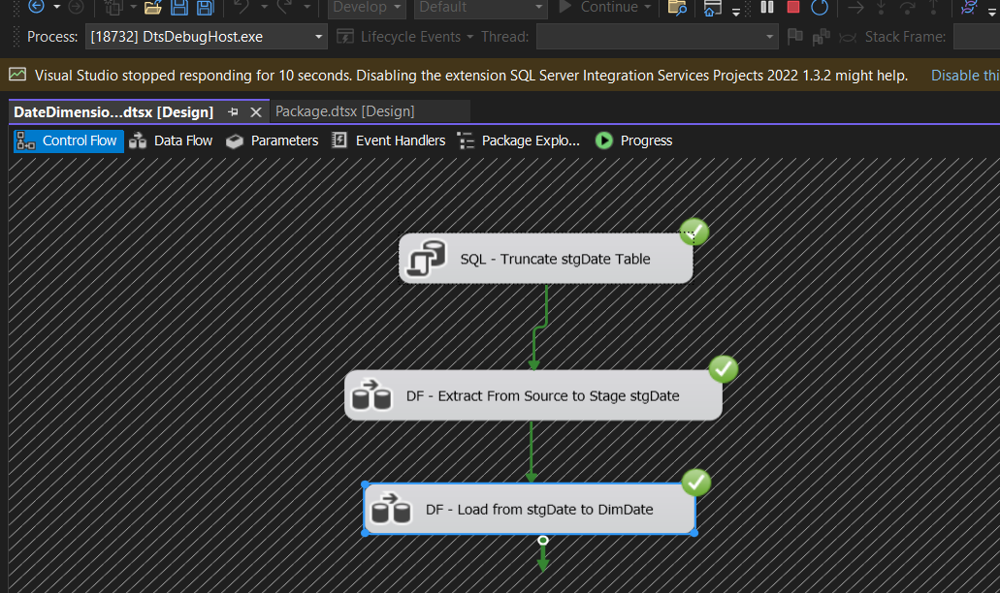 Develop Default Continue
Process: [18732] DtsDebugHost.exe Lifecycle Events Thread: Stack Frame:
Visual Studio stopped responding for 10 seconds. Disabling the extension SQL Server Integration Services Projects 2022 1.3.2 might help. Disable thi
DateDimensio...dtsx [Design] Package.dtsx [Design]
Control Flow Data Flow Parameters Event Handlers Package Explo... Progress
SQL - Truncate stgDate Table
DF - Extract From Source to Stage stgDate
DF - Load from stgDate to DimDate